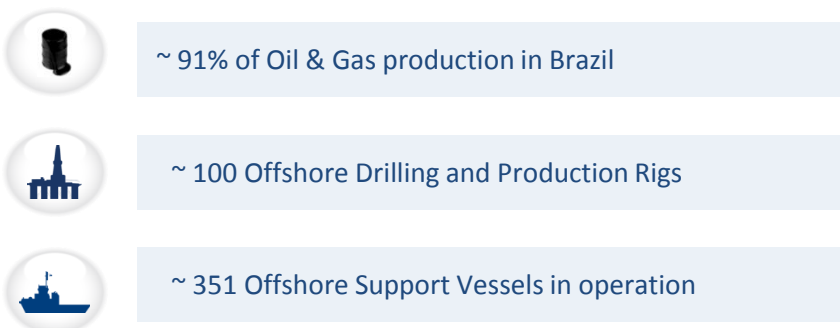 ~ 91% of Oil & Gas production in Brazil
~ 100 Offshore Drilling and Production Rigs
~ 351 Offshore Support Vessels in operation